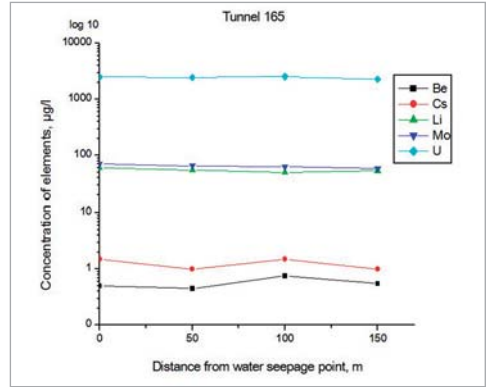 Tunnel 165
log 10
10000
1000
100
10
1
0
Concentration of elements, µg/l
0 50 100 150
Distance from water seepage point, m
Be
Cs
Li
Mo
U